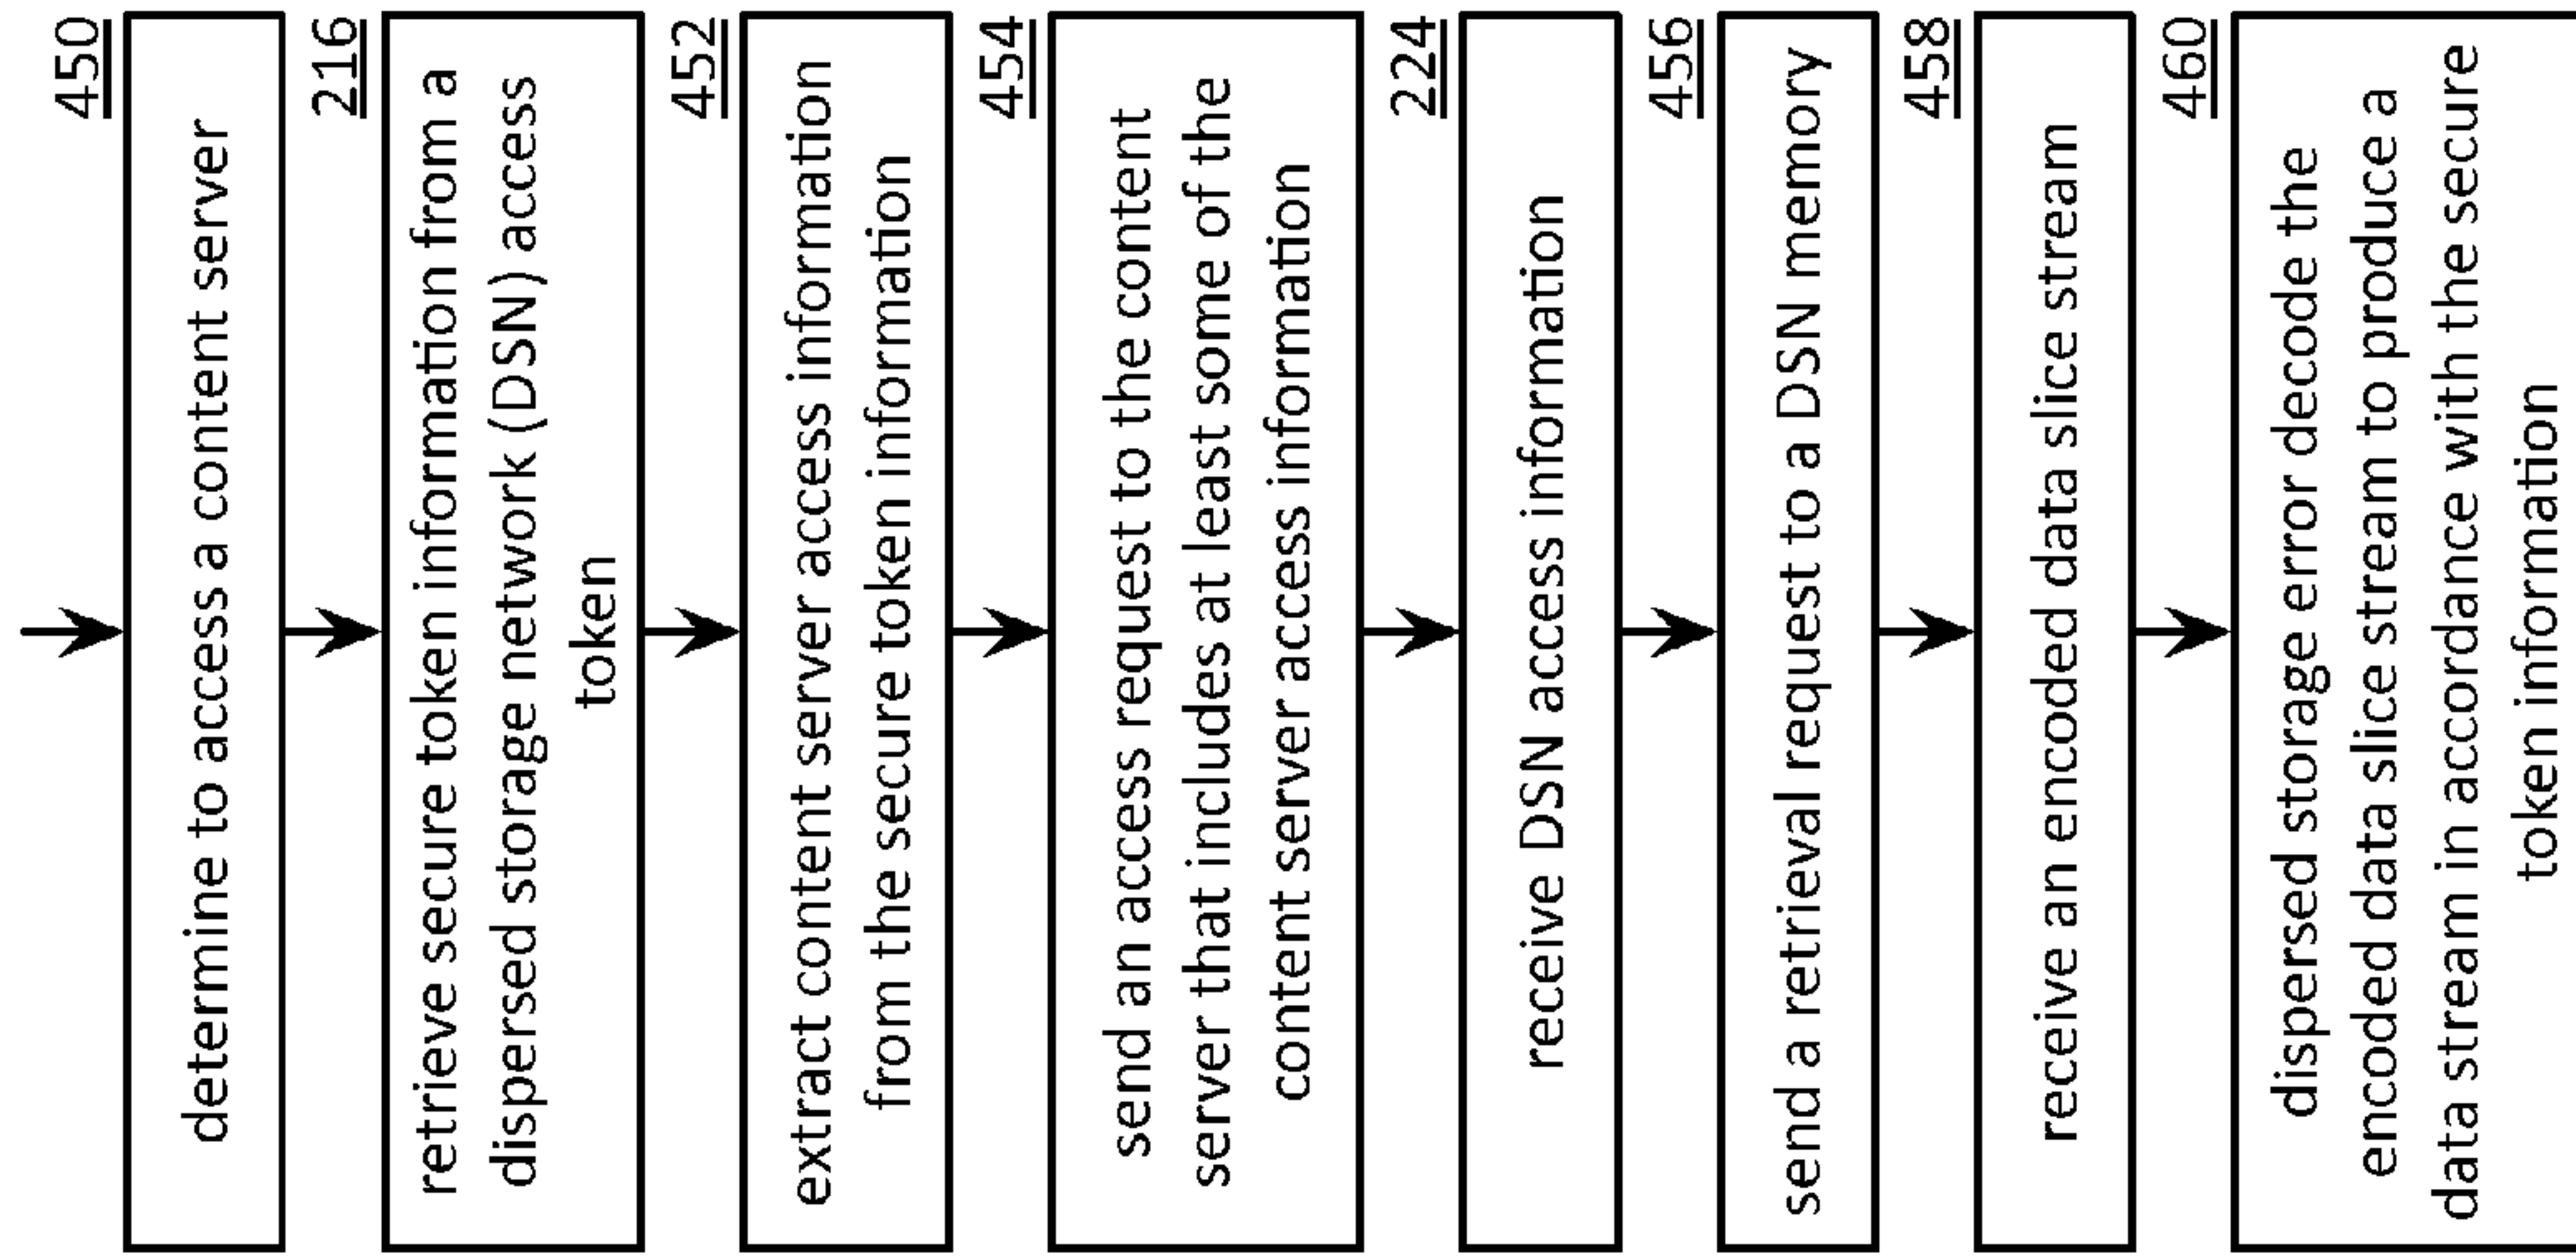 450
determine to access a content server
216
retrieve secure token information from a
dispersed storage network (DSN) access
token
452
extract content server access information
from the secure token information
454
send an access request to the content
server that includes at least some of the
content server access information
224
receive DSN access information
456
send a retrieval request to a DSN memory
458
receive an encoded data slice stream
460
dispersed storage error decode the
encoded data slice stream to produce a
data stream in accordance with the secure
token information